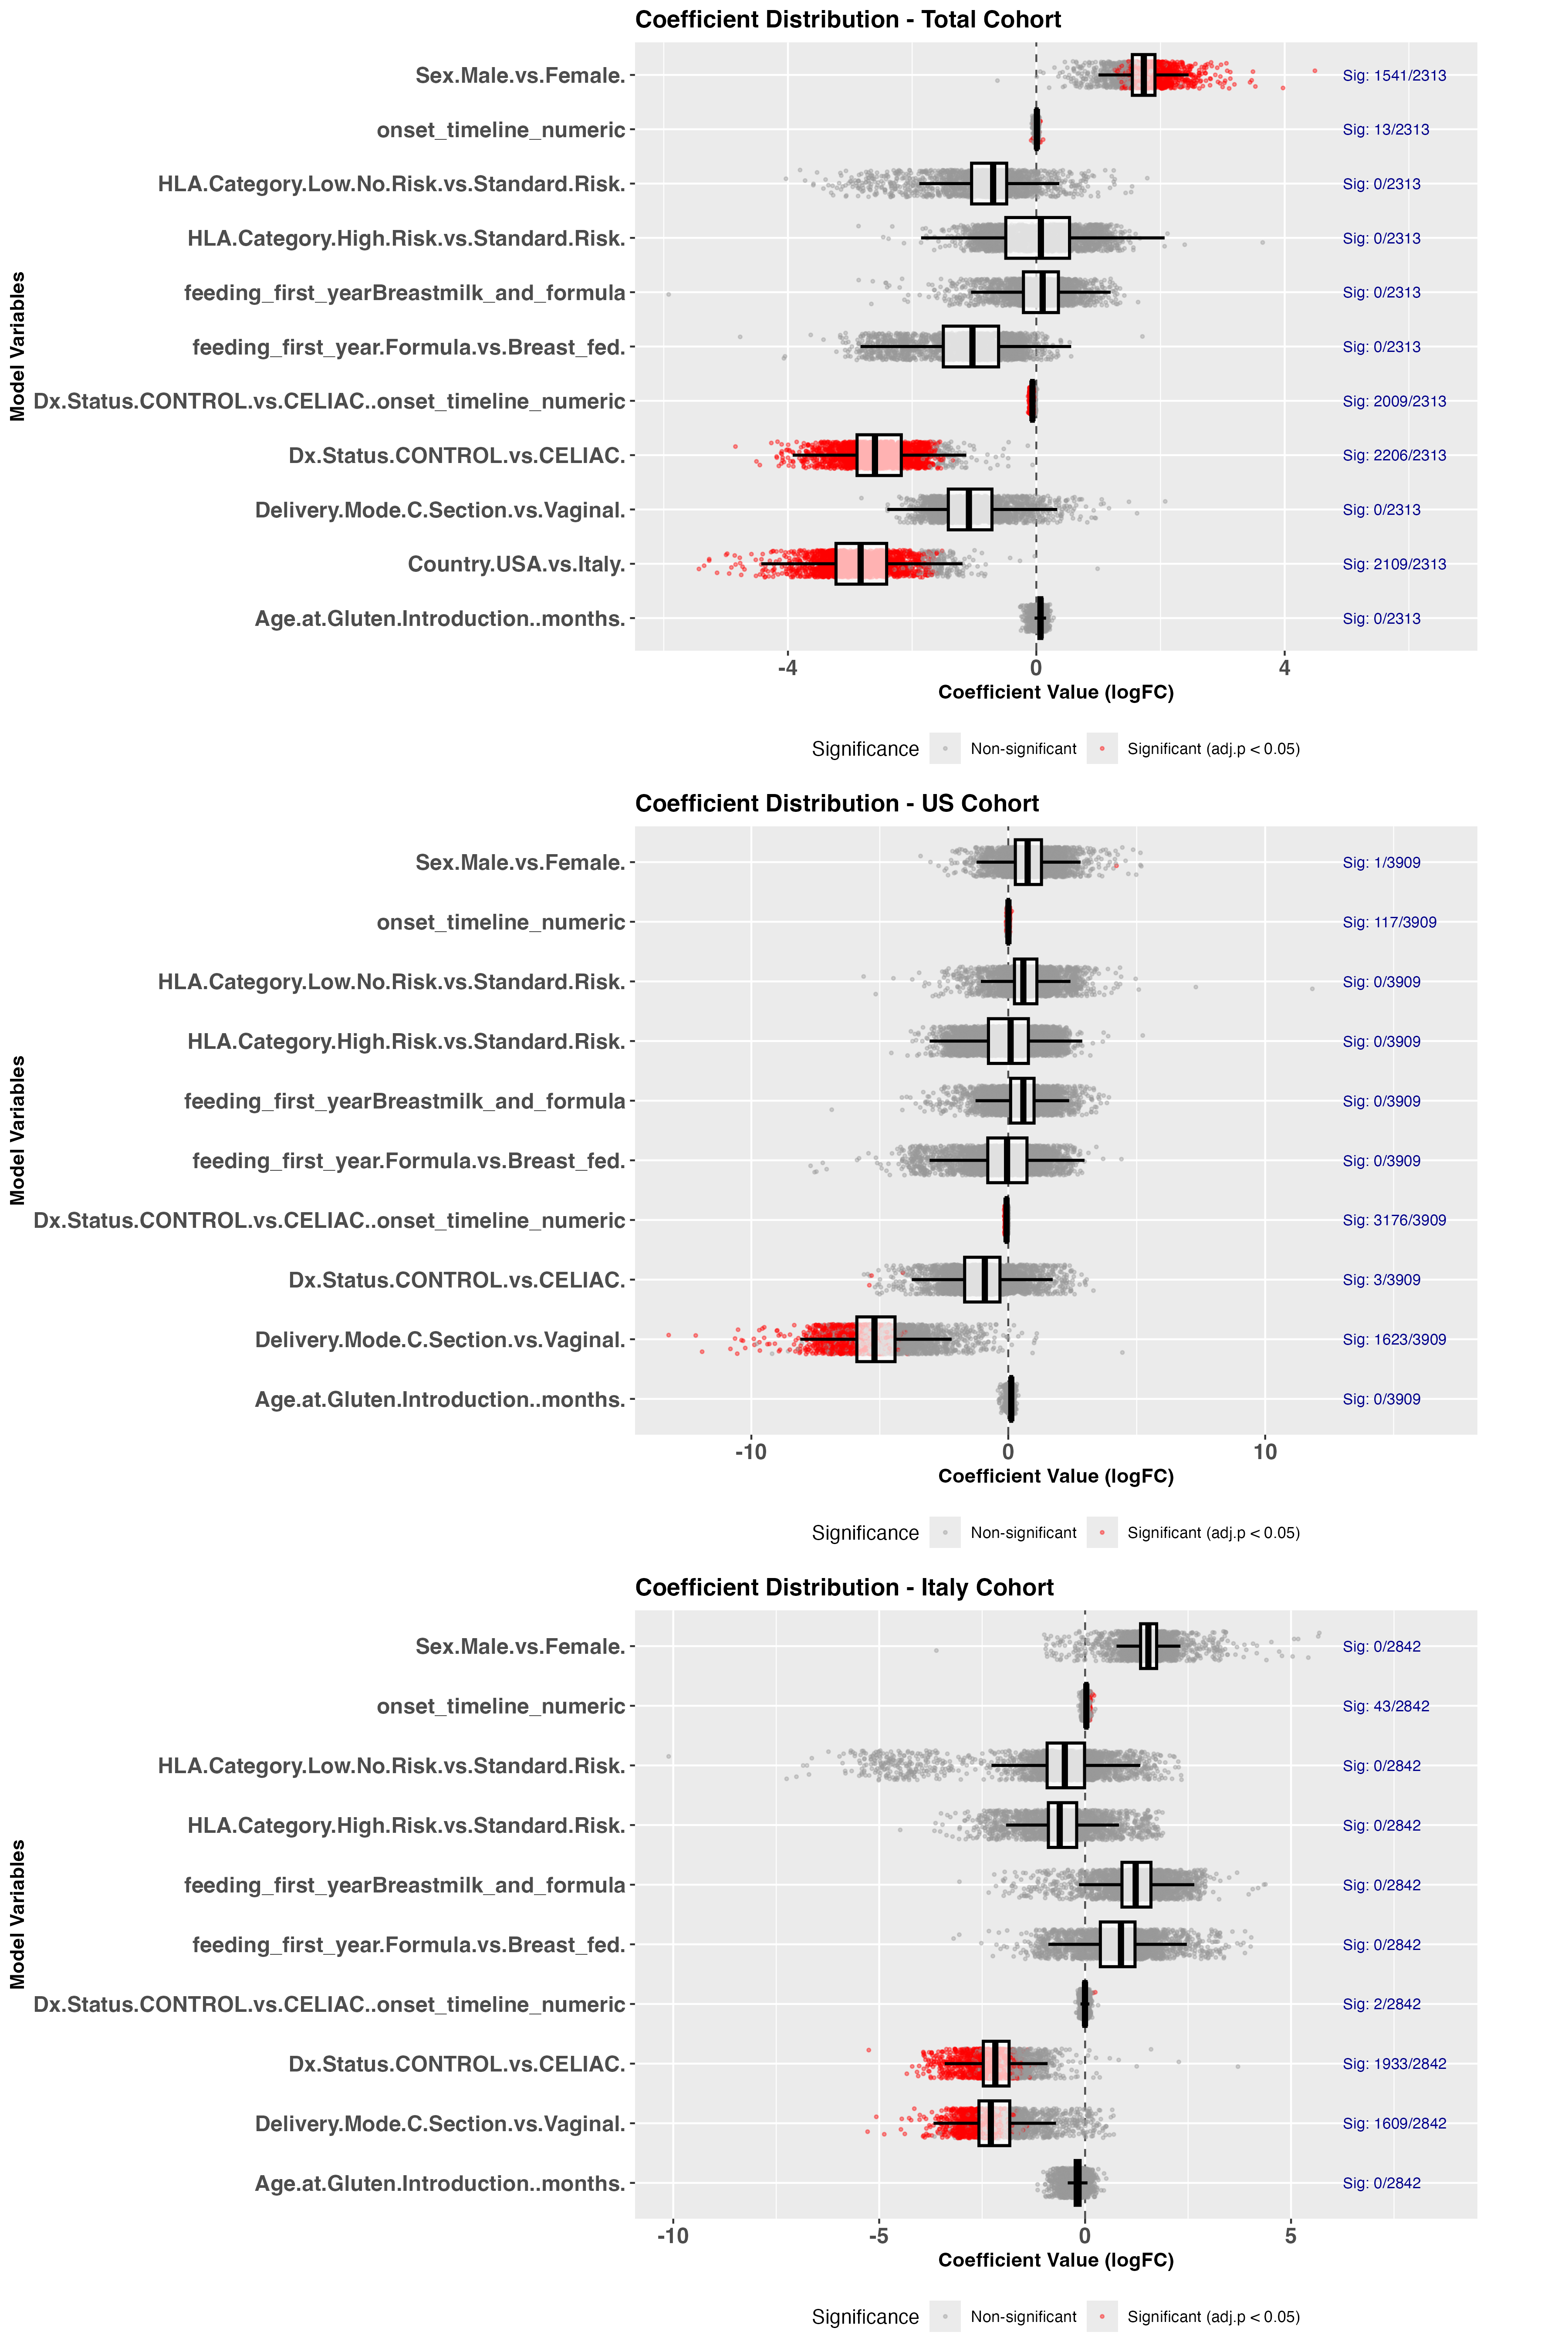 Coefficient Distribution - Total Cohort
Model Variables
Sex.Male.vs.Female.
Sig: 1541/2313
onset_timeline_numeric
Sig: 13/2313
HLA.Category.Low.No.Risk.vs.Standard.Risk.
Sig: 0/2313
HLA.Category.High.Risk.vs.Standard.Risk.
Sig: 0/2313
feeding_first_yearBreastmilk_and_formula
Sig: 0/2313
feeding_first_year.Formula.vs.Breast_fed.
Sig: 0/2313
Dx.Status.CONTROL.vs.CELIAC..onset_timeline_numeric
Sig: 2009/2313
Dx.Status.CONTROL.vs.CELIAC.
Sig: 2206/2313
Delivery.Mode.C.Section.vs.Vaginal.
Sig: 0/2313
Country.USA.vs.Italy.
Sig: 2109/2313
Age.at.Gluten.Introduction..months.
Sig: 0/2313
-4 0 4
Coefficient Value (logFC)
Significance Non-significant Significant (adj.p < 0.05)
Coefficient Distribution - US Cohort
Model Variables
Sex.Male.vs.Female.
Sig: 1/3909
onset_timeline_numeric
Sig: 117/3909
HLA.Category.Low.No.Risk.vs.Standard.Risk.
Sig: 0/3909
HLA.Category.High.Risk.vs.Standard.Risk.
Sig: 0/3909
feeding_first_yearBreastmilk_and_formula
Sig: 0/3909
feeding_first_year.Formula.vs.Breast_fed.
Sig: 0/3909
Dx.Status.CONTROL.vs.CELIAC..onset_timeline_numeric
Sig: 3176/3909
Dx.Status.CONTROL.vs.CELIAC.
Sig: 3/3909
Delivery.Mode.C.Section.vs.Vaginal.
Sig: 1623/3909
Age.at.Gluten.Introduction..months.
Sig: 0/3909
-10 0 10
Coefficient Value (logFC)
Significance Non-significant Significant (adj.p < 0.05)
Coefficient Distribution - Italy Cohort
Model Variables
Sex.Male.vs.Female.
Sig: 0/2842
onset_timeline_numeric
Sig: 43/2842
HLA.Category.Low.No.Risk.vs.Standard.Risk.
Sig: 0/2842
HLA.Category.High.Risk.vs.Standard.Risk.
Sig: 0/2842
feeding_first_yearBreastmilk_and_formula
Sig: 0/2842
feeding_first_year.Formula.vs.Breast_fed.
Sig: 0/2842
Dx.Status.CONTROL.vs.CELIAC..onset_timeline_numeric
Sig: 2/2842
Dx.Status.CONTROL.vs.CELIAC.
Sig: 1933/2842
Delivery.Mode.C.Section.vs.Vaginal.
Sig: 1609/2842
Age.at.Gluten.Introduction..months.
Sig: 0/2842
-10 -5 0 5
Coefficient Value (logFC)
Significance Non-significant Significant (adj.p < 0.05)